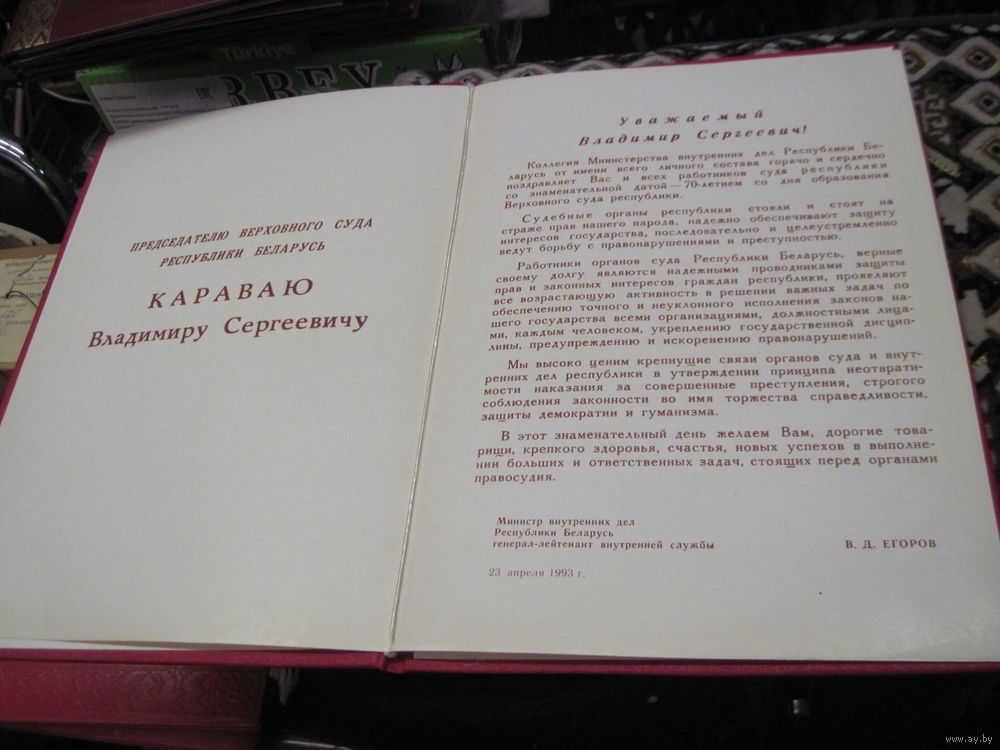 Türkiye
RREY
ПРЕДСЕДАТЕЛЮ ВЕРХОВНОГО СУДА
РЕСПУБЛИКИ БЕЛАРУСЬ
КАРАВАЮ
Владимиру Сергеевичу
Уважаемый
Владимир Сергеевич!
Коллегия Министерства внутренних дел Республики Бе-
ларусь от имени всего личного состава горячо и сердечно
поздравляет Вас и всех работников суда республики
со знаменательной датой — 70-летием со дня образования
Верховного суда республики.
Судебные органы республики стояли и стоят на
страже прав нашего народа, надежно обеспечивают защиту
интересов государства, последовательно и целеустремленно
ведут борьбу с правонарушениями и преступностью.
Работники органов суда Республики Беларусь, верные
своему долгу являются надежными проводниками защиты
прав и законных интересов граждан республики, проявляют
все возрастающую активность в решении важных задач по
обеспечению точного и неуклонного исполнения законов на-
шего государства всеми организациями, должностными лица-
ми, каждым человеком, укреплению государственной дисцип-
лины, предупреждению и искоренению правонарушений.
Мы высоко ценим крепнущие связи органов суда и внут-
ренних дел республики в утверждении принципа неотврати-
мости наказания за совершенные преступления, строгого
соблюдения законности во имя торжества справедливости,
защиты демократии и гуманизма.
В этот знаменательный день желаем Вам, дорогие това-
рищи, крепкого здоровья, счастья, новых успехов в выполне-
нии больших и ответственных задач, стоящих перед органами
правосудия.
Министр внутренних дел
Республики Беларусь
генерал-лейтенант внутренней службы В. Д. ЕГОРОВ
23 апреля 1993 г.
www.ay.by